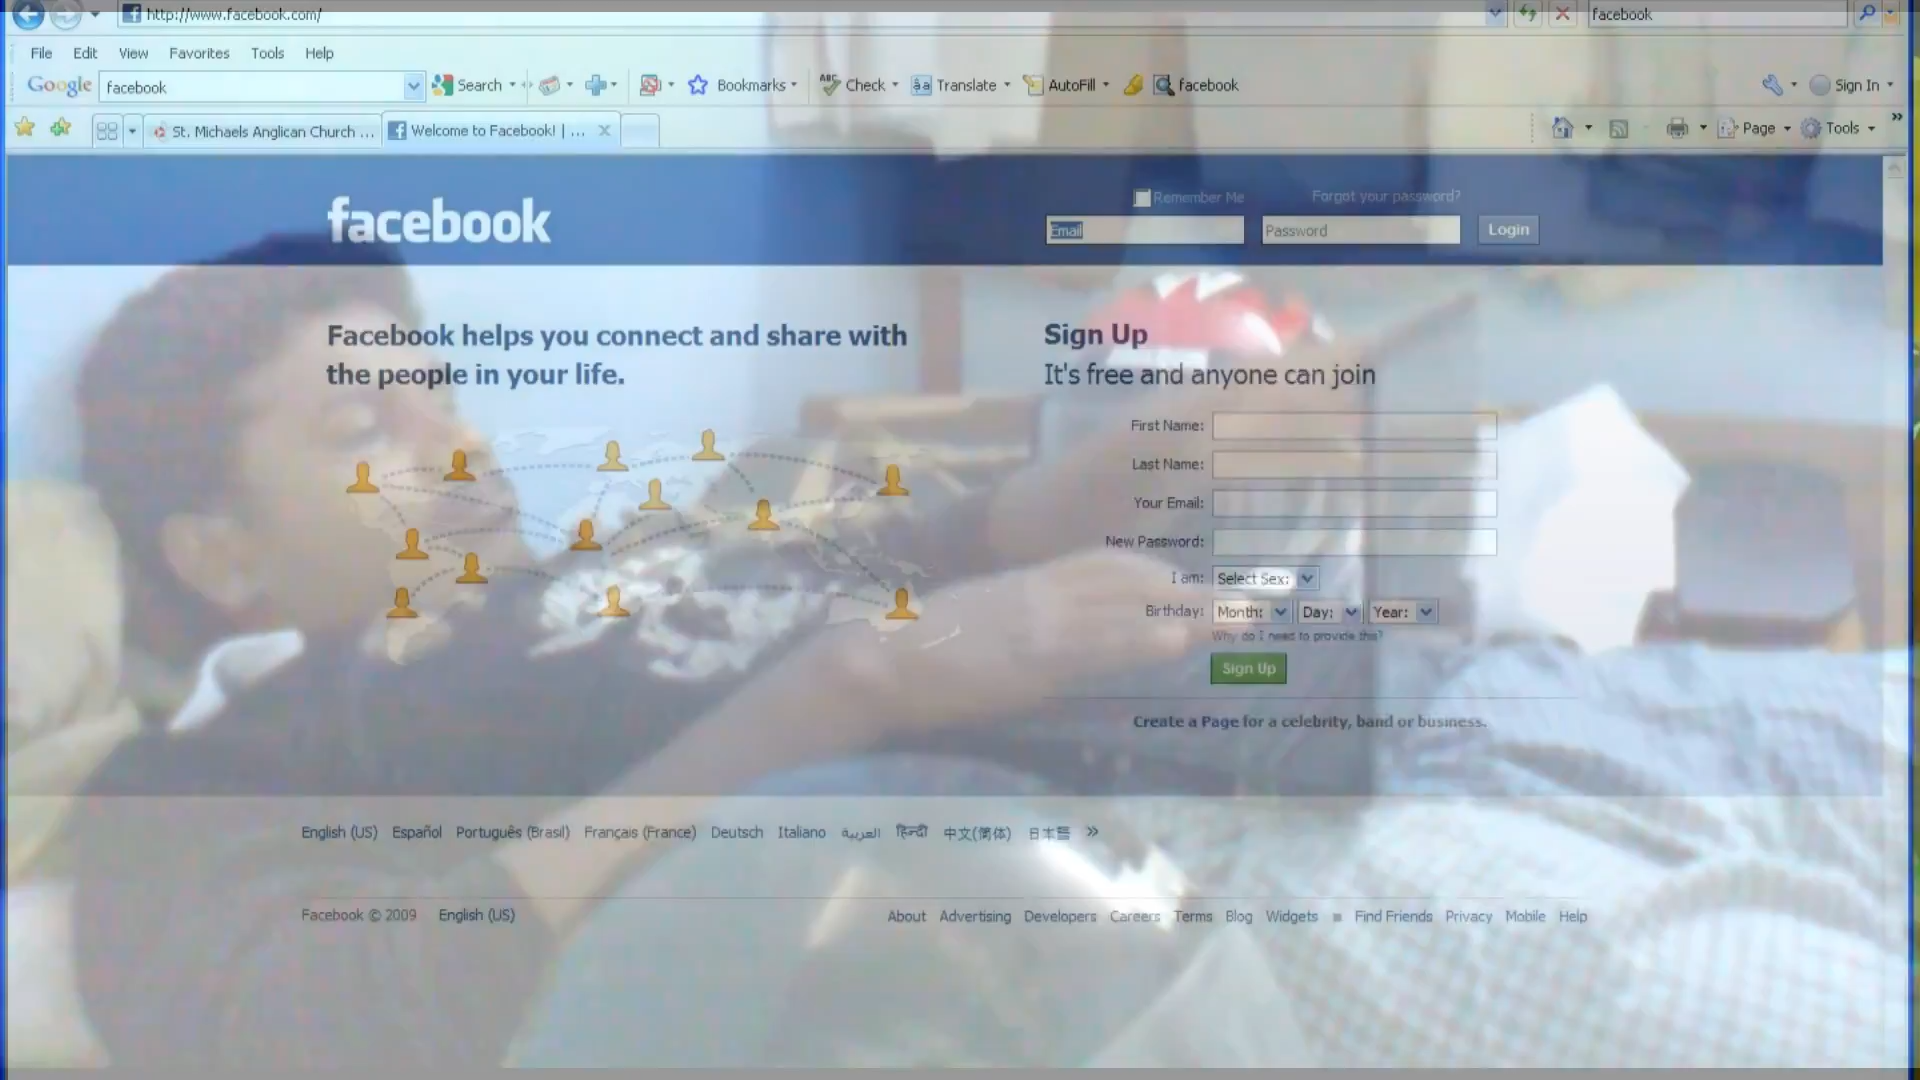 http://www.facebook.com/
facebook
File Edit View Favorites Tools Help
Google facebook Search Bookmarks Check Translate AutoFill facebook Sign In
St. Michaels Anglican Church ... Welcome to Facebook! | ... Page Tools
facebook
Remember Me Forgot your password?
Email Password Login
Facebook helps you connect and share with
the people in your life.
Sign Up
It's free and anyone can join
First Name:
Last Name:
Your Email:
New Password:
I am: Select Sex:
Birthday: Month: Day: Year:
Why do I need to provide this?
Sign Up
Create a Page for a celebrity, band or business.
English (US) Español Português (Brasil) Français (France) Deutsch Italiano العربية हिन्दी 中文(简体) 日本語 »
Facebook © 2009 English (US)
About Advertising Developers Careers Terms Blog Widgets ■ Find Friends Privacy Mobile Help